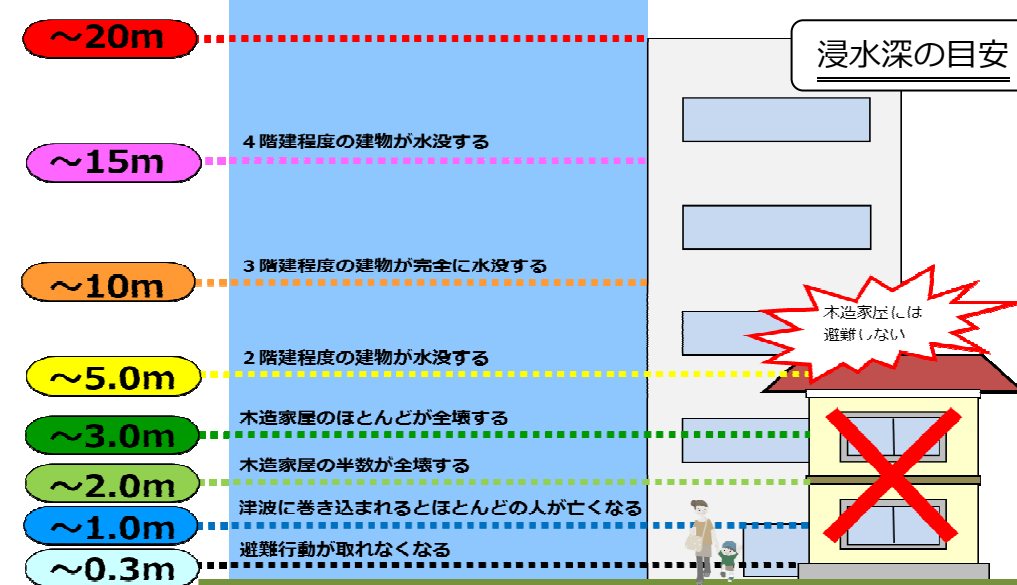 浸水深の目安
～20m
４階建程度の建物が水没する
～15m
３階建程度の建物が完全に水没する
～10m
木造家屋には
避難しない
２階建程度の建物が水没する
～5.0m
木造家屋のほとんどが全壊する
～3.0m
木造家屋の半数が全壊する
～2.0m
津波に巻き込まれるとほとんどの人が亡くなる
～1.0m
避難行動が取れなくなる
～0.3m